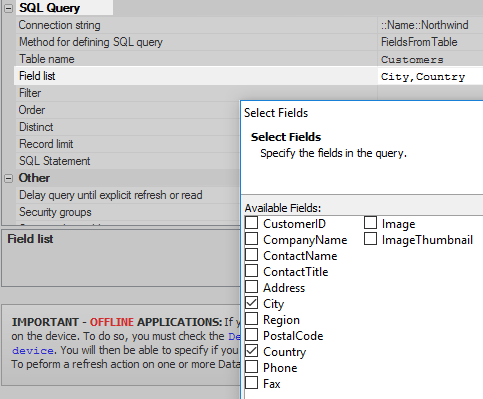 SQL Query
Connection string ::Name::Northwind
Method for defining SQL query FieldsFromTable
Table name Customers
Field list City,Country
Filter
Order
Distinct
Record limit
SQL Statement
Other
Delay query until explicit refresh or read
Security groups
Field list
IMPORTANT - OFFLINE APPLICATIONS: If y
on the device. To do so, you must check the De
device. You will then be able to specify if you
To peform a refresh action on one or more Data
Select Fields
Select Fields
Specify the fields in the query.
Available Fields:
CustomerID
CompanyName
ContactName
ContactTitle
Address
City
Region
PostalCode
Country
Phone
Fax
Image
ImageThumbnail